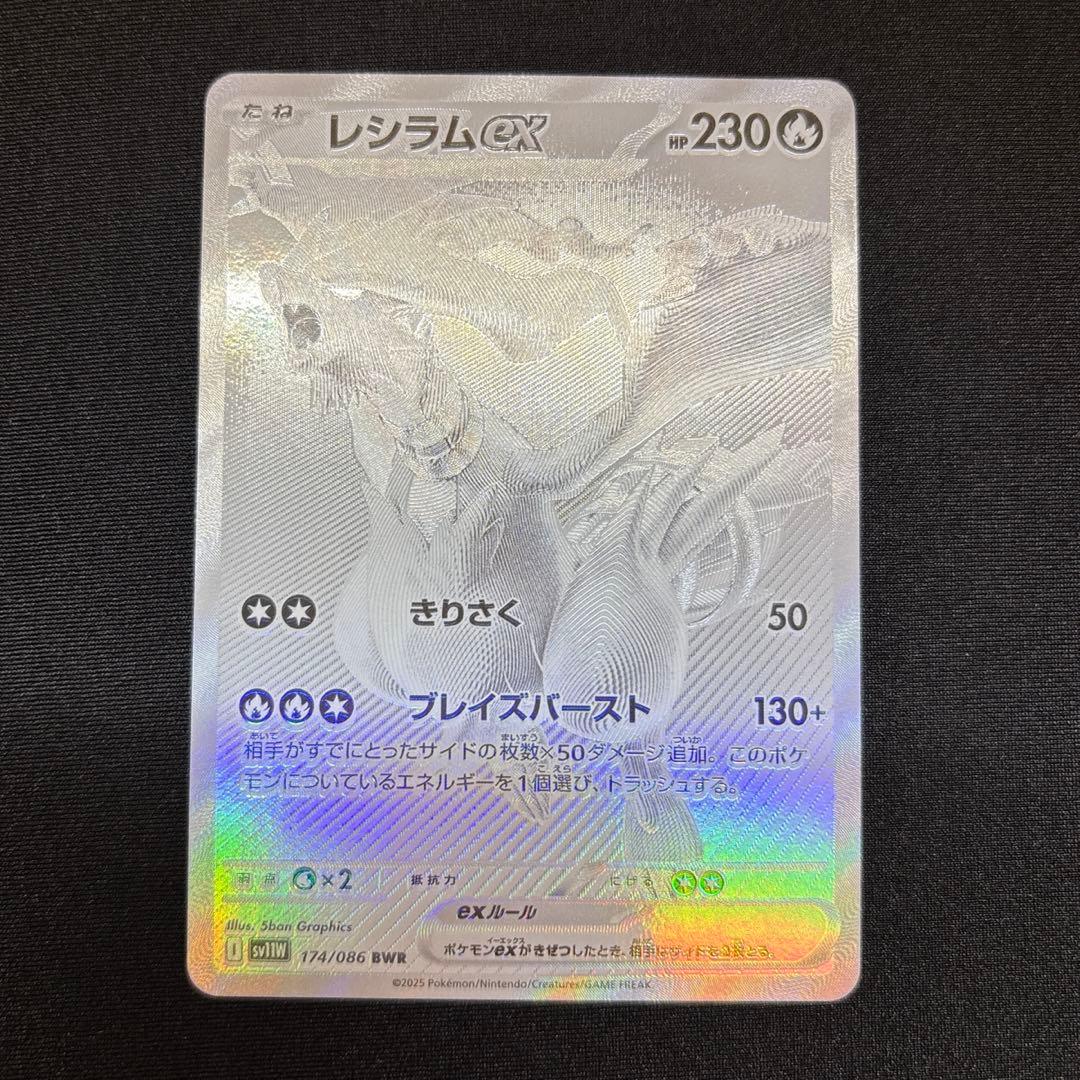 たね レシラムex HP 230
きりさく 50
ブレイズバースト 130+
相手がすでにとったサイドの枚数×50ダメージ追加。このポケ
モンについているエネルギーを1個選び、トラッシュする。
弱点 ×2 抵抗力 にげる
exルール
ポケモンexがきぜつしたとき、相手はサイドを2枚とる。
Illus. 5ban Graphics
I sv11W 174/086 BWR
©2025 Pokémon/Nintendo/Creatures/GAME FREAK